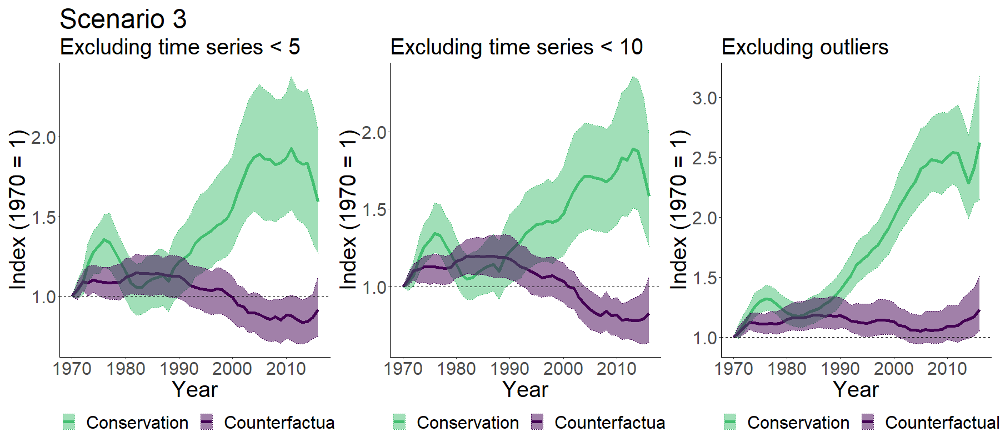 Scenario 3
Excluding time series < 5
Excluding time series < 10
Excluding outliers
Index (1970 = 1)
2.0
1.5
1.0
1970 1980 1990 2000 2010
Year
Conservation Counterfactua
Index (1970 = 1)
2.0
1.5
1.0
1970 1980 1990 2000 2010
Year
Conservation Counterfactua
Index (1970 = 1)
3.0
2.5
2.0
1.5
1.0
1970 1980 1990 2000 2010
Year
Conservation Counterfactual